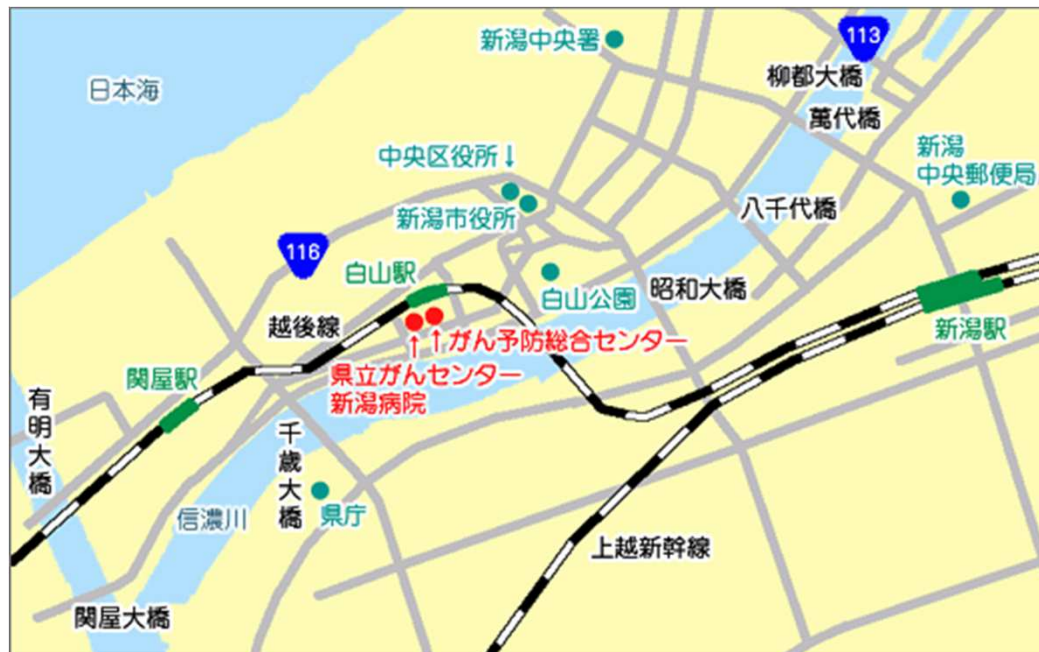 新潟中央署
113
柳都大橋
日本海
萬代橋
中央区役所↓
新潟
中央郵便局
新潟市役所
八千代橋
116
白山駅
白山公園
昭和大橋
越後線
↑がん予防総合センター
新潟駅
関屋駅
↑
県立がんセンター
新潟病院
有明大橋
千歳大橋
信濃川
県庁
上越新幹線
関屋大橋